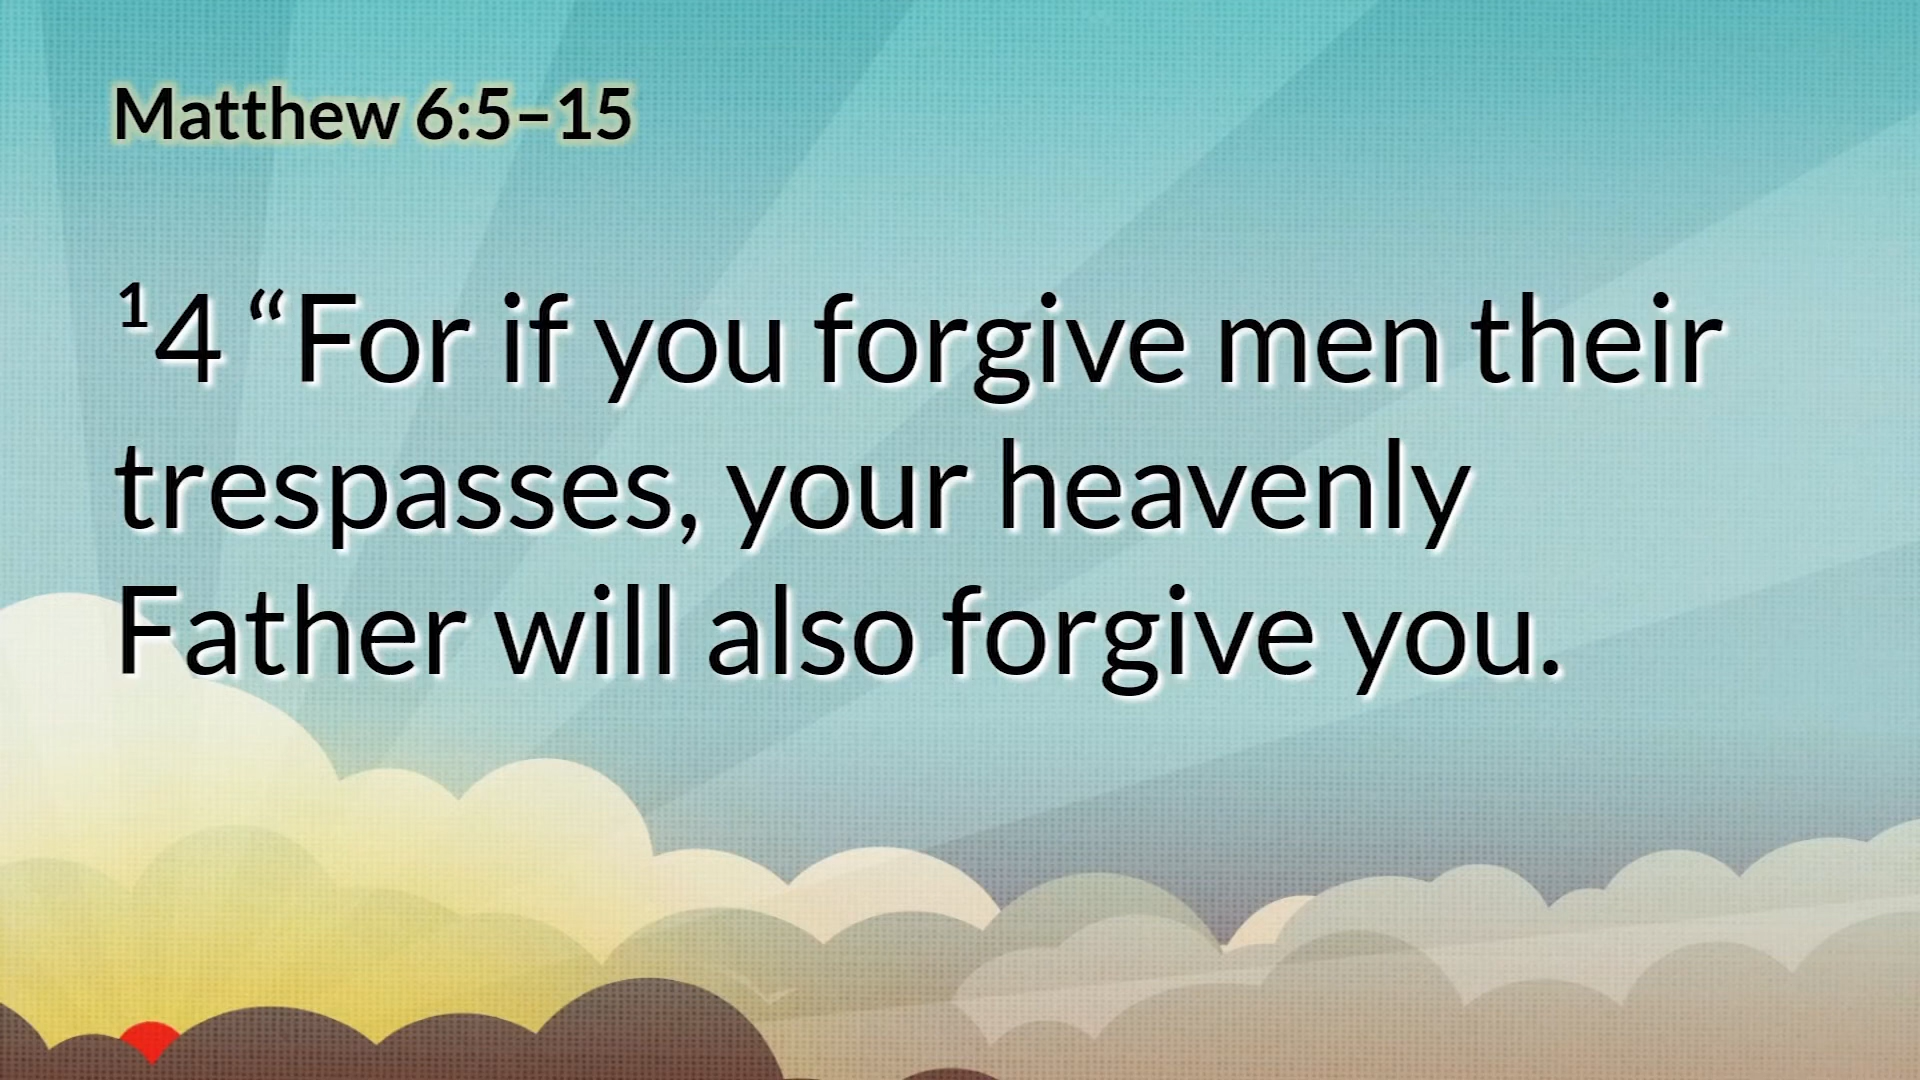 Matthew 6:5–15
¹4 “For if you forgive men their
trespasses, your heavenly
Father will also forgive you.